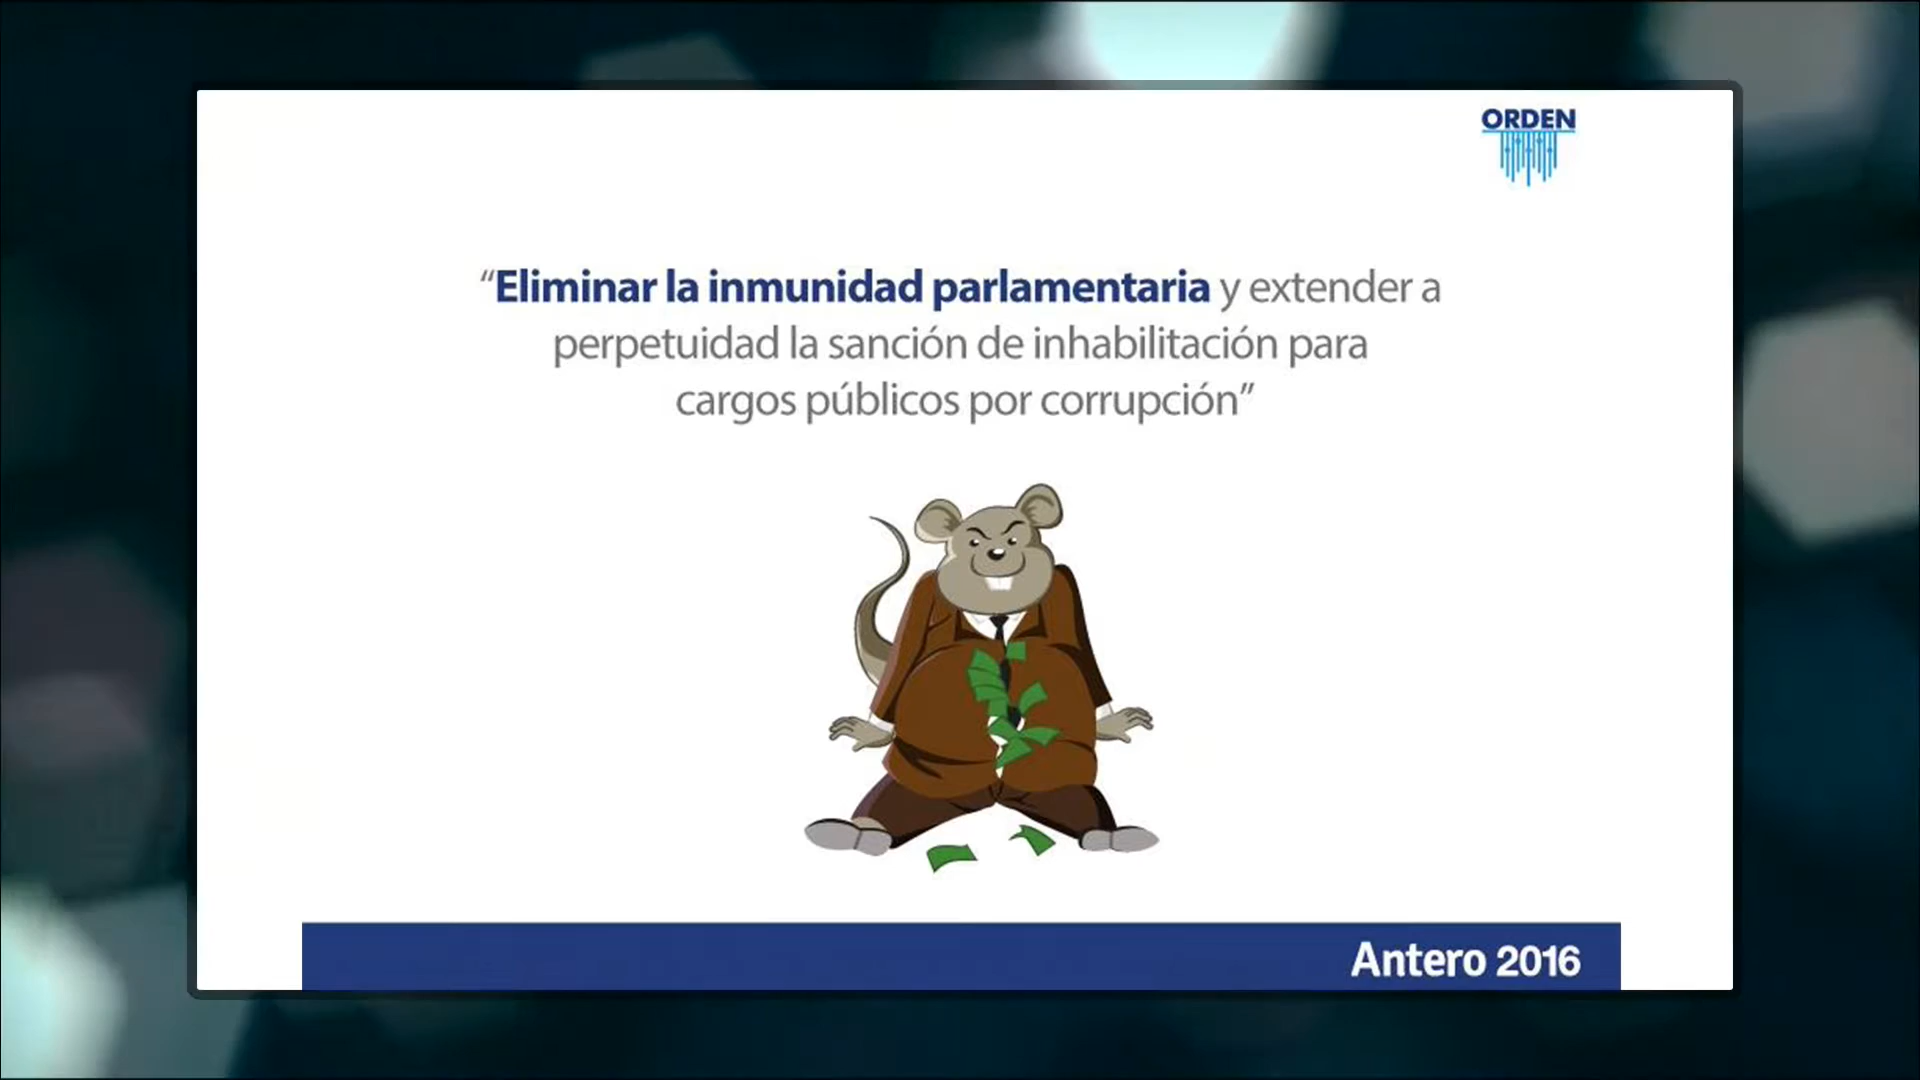 ORDEN
“Eliminar la inmunidad parlamentaria y extender a
perpetuidad la sanción de inhabilitación para
cargos públicos por corrupción”
Antero 2016